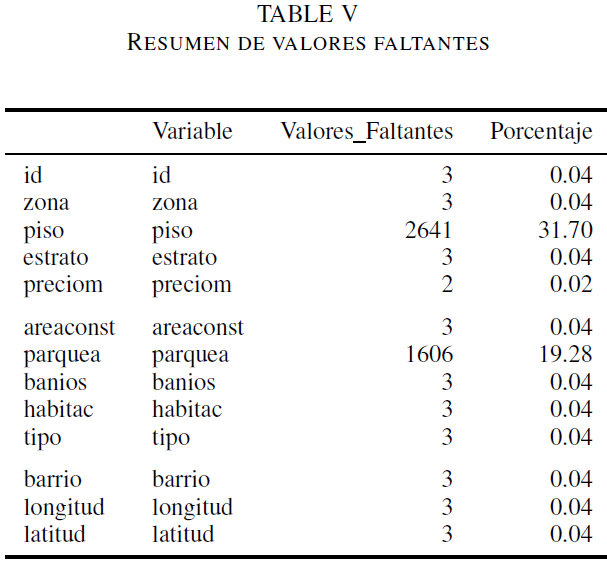 TABLE V
RESUMEN DE VALORES FALTANTES
Variable Valores_Faltantes Porcentaje
id id 3 0.04
zona zona 3 0.04
piso piso 2641 31.70
estrato estrato 3 0.04
preciom preciom 2 0.02
areaconst areaconst 3 0.04
parquea parquea 1606 19.28
banios banios 3 0.04
habitac habitac 3 0.04
tipo tipo 3 0.04
barrio barrio 3 0.04
longitud longitud 3 0.04
latitud latitud 3 0.04